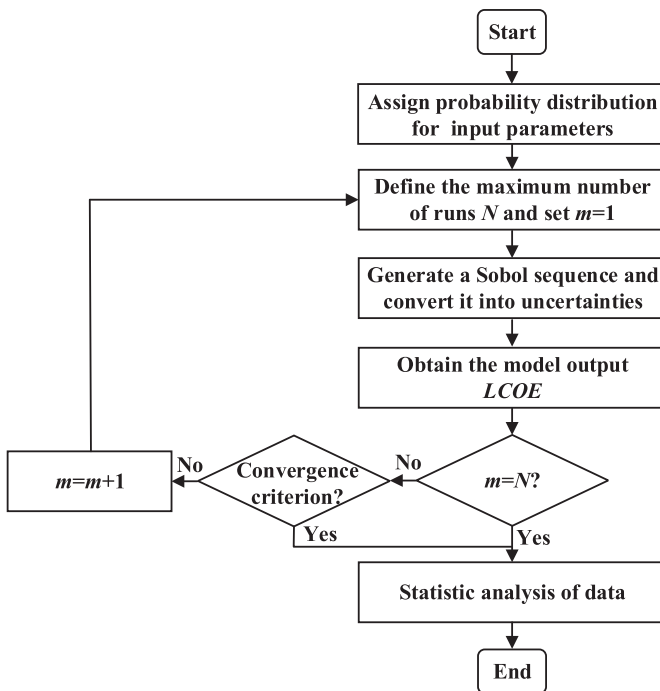 Start
Assign probability distribution
for input parameters
Define the maximum number
of runs N and set m=1
Generate a Sobol sequence and
convert it into uncertainties
Obtain the model output
LCOE
m=N?
No
Convergence
criterion?
No
m=m+1
Yes
Yes
Statistic analysis of data
End